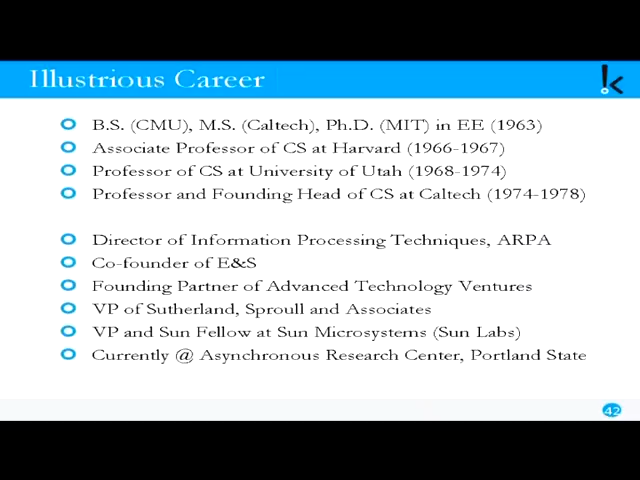 Illustrious Career
B.S. (CMU), M.S. (Caltech), Ph.D. (MIT) in EE (1963)
Associate Professor of CS at Harvard (1966-1967)
Professor of CS at University of Utah (1968-1974)
Professor and Founding Head of CS at Caltech (1974-1978)
Director of Information Processing Techniques, ARPA
Co-founder of E&S
Founding Partner of Advanced Technology Ventures
VP of Sutherland, Sproull and Associates
VP and Sun Fellow at Sun Microsystems (Sun Labs)
Currently @ Asynchronous Research Center, Portland State
42